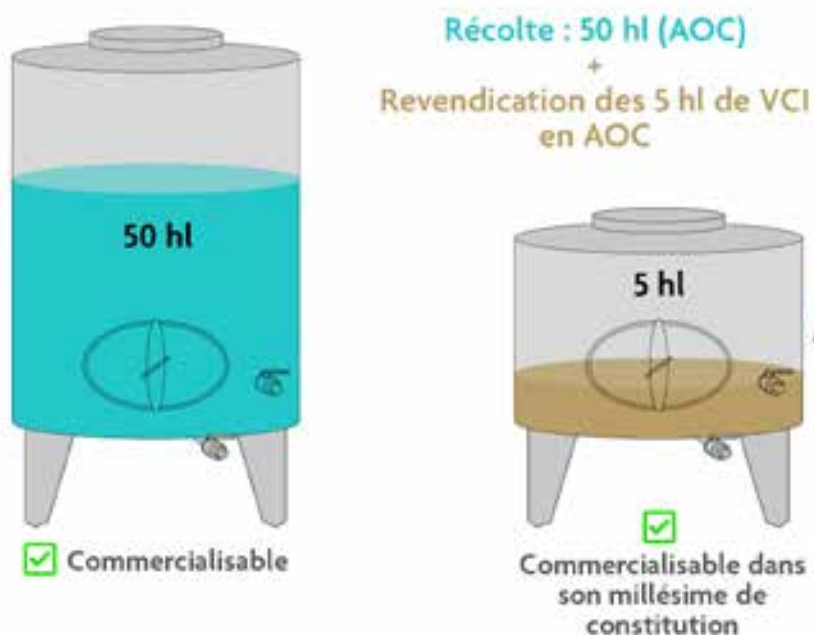 Récolte : 50 hl (AOC)
+
Revendication des 5 hl de VCI
en AOC
50 hl
5 hl
Commercialisable
Commercialisable dans
son millésime de
constitution